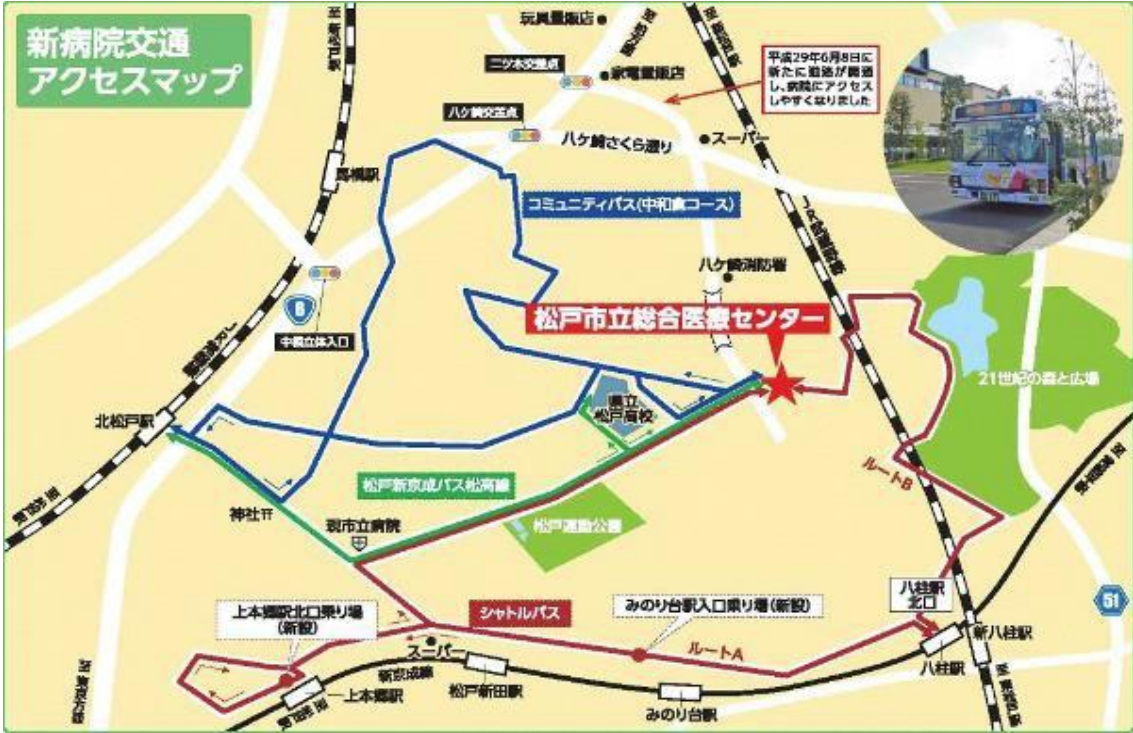 新病院交通
アクセスマップ
玩具量販店
二ツ木交差点
家電量販店
平成29年6月8日に
新たに道路が開通
し、病院にアクセス
しやすくなりました
八ケ崎交差点
八ケ崎さくら通り
スーパー
馬橋駅
コミュニティバス(中和倉コース)
JR武蔵野線
八ケ崎消防署
6
中根立体入口
松戸市立総合医療センター
21世紀の森と広場
北松戸駅
県立
松戸高校
ルートB
松戸新京成バス松高線
神社
現市立病院
松戸運動公園
八柱駅
北口
51
上本郷駅北口乗り場
(新設)
シャトルバス
みのり台駅入口乗り場(新設)
新八柱駅
スーパー
ルートA
八柱駅
新京成線
松戸新田駅
上本郷駅
みのり台駅